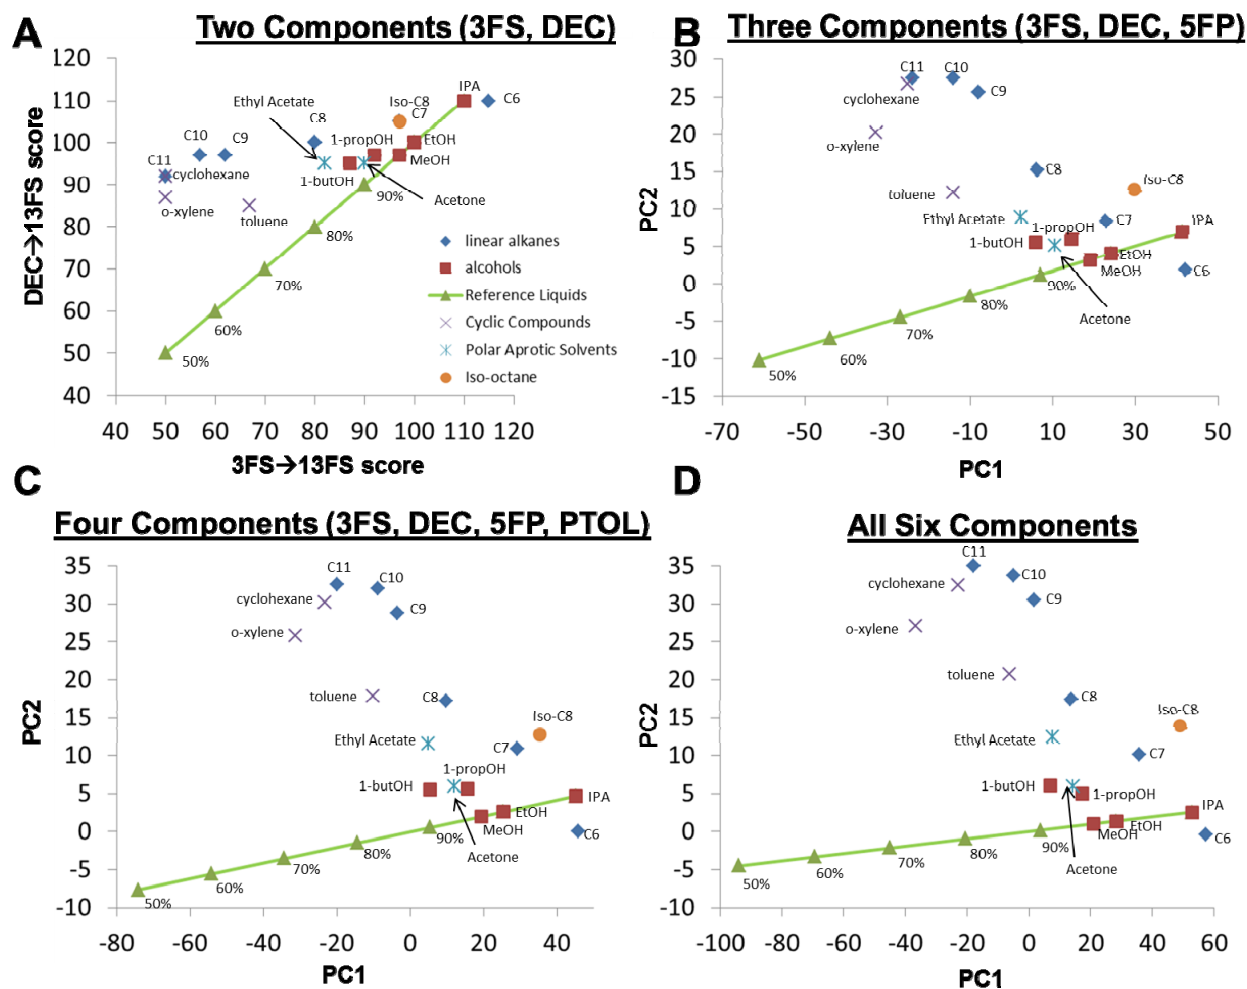 A
Two Components (3FS, DEC)
120
110
100
90
80
70
60
50
40
DEC→13FS score
40 50 60 70 80 90 100 110 120
3FS→13FS score
IPA
C6
Ethyl Acetate
Iso-C8
C7
C8
C10
C9
1-propOH
EtOH
MeOH
C11
cyclohexane
1-butOH
90%
Acetone
o-xylene
toluene
80%
70%
60%
50%
linear alkanes
alcohols
Reference Liquids
Cyclic Compounds
Polar Aprotic Solvents
Iso-octane
B
Three Components (3FS, DEC, 5FP)
30
25
20
15
10
5
0
-5
-10
-15
PC2
-70 -50 -30 -10 10 30 50
PC1
C11
C10
C9
cyclohexane
o-xylene
C8
Iso-C8
toluene
Ethyl Acetate
C7
IPA
1-propOH
1-butOH
EtOH
MeOH
C6
90%
80%
Acetone
70%
60%
50%
C
Four Components (3FS, DEC, 5FP, PTOL)
35
30
25
20
15
10
5
0
-5
-10
PC2
-80 -60 -40 -20 0 20 40
PC1
C11
C10
cyclohexane
C9
o-xylene
toluene
C8
Iso-C8
Ethyl Acetate
C7
1-propOH
1-butOH
IPA
EtOH
MeOH
C6
90%
80%
Acetone
70%
60%
50%
D
All Six Components
35
30
25
20
15
10
5
0
-5
-10
PC2
-100 -80 -60 -40 -20 0 20 40 60
PC1
C11
C10
cyclohexane
C9
o-xylene
toluene
C8
Iso-C8
Ethyl Acetate
C7
1-butOH
1-propOH
IPA
EtOH
MeOH
C6
90%
80%
Acetone
70%
60%
50%